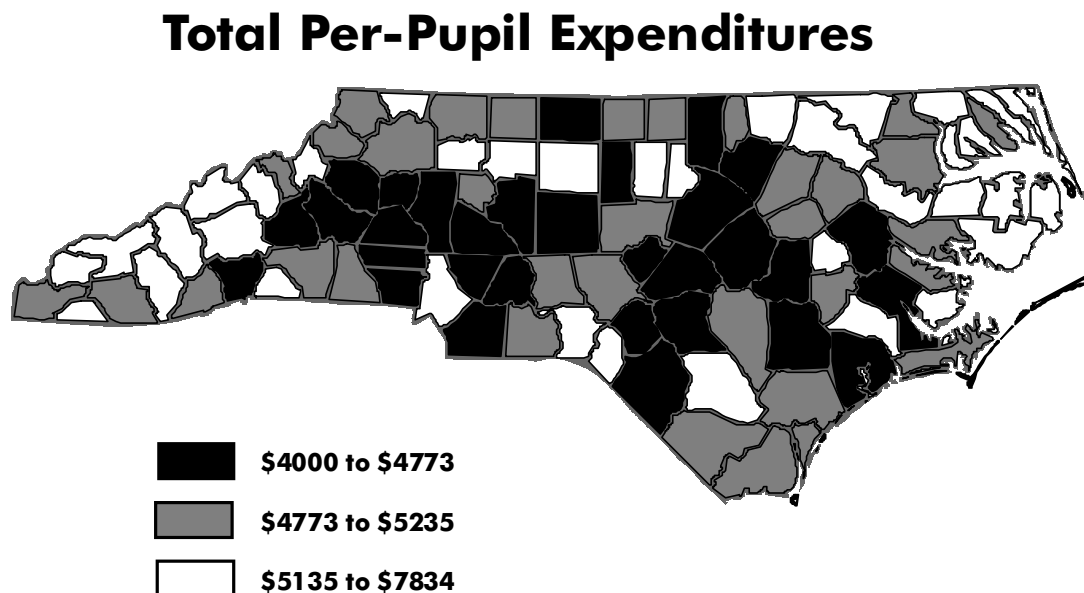 Total Per-Pupil Expenditures
$4000 to $4773
$4773 to $5235
$5135 to $7834